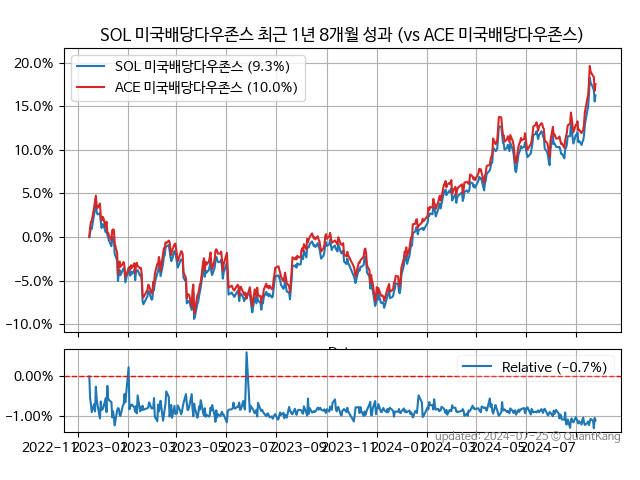 SOL 미국배당다우존스 최근 1년 8개월 성과 (vs ACE 미국배당다우존스)
SOL 미국배당다우존스 (9.3%)
ACE 미국배당다우존스 (10.0%)
20.0%
15.0%
10.0%
5.0%
0.0%
−5.0%
−10.0%
Relative (−0.7%)
0.00%
−1.00%
updated: 2024-07-25 © QuantKang
2022-11 2023-01 2023-03 2023-05 2023-07 2023-09 2023-11 2024-01 2024-03 2024-05 2024-07